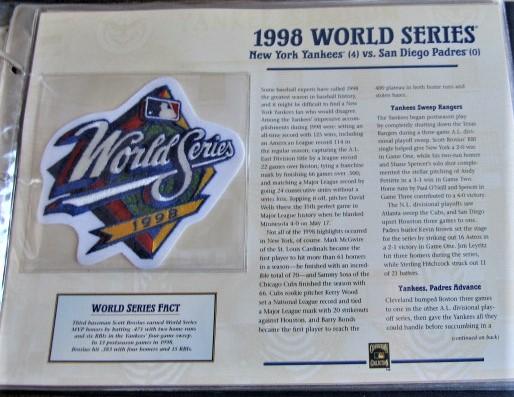 1998 WORLD SERIES
New York Yankees (4) vs. San Diego Padres (0)
World Series
1998
WORLD SERIES FACT
Third baseman Scott Brosius earned World Series
MVP honors by batting .471 with two home runs
and six RBIs in the Yankees' four-game sweep.
In 13 postseason games in 1998,
Brosius hit .383 with four homers and 15 RBIs.
Some baseball experts have called 1998
the greatest season in baseball history,
and it might be difficult to find a New
York Yankees fan who would disagree.
Among the Yankees' impressive accom-
plishments during 1998 were: setting an
all-time record with 125 wins, including
an American League record 114 in
the regular season; capturing the A.L.
East Division title by a league record
22 games over Boston; tying a franchise
mark by finishing 66 games over .500;
and matching a Major League record by
going 24 consecutive series without a
series loss. Topping it off, pitcher David
Wells threw the 15th perfect game in
Major League history when he blanked
Minnesota 4-0 on May 17.
Not all of the 1998 highlights occurred
in New York, of course. Mark McGwire
of the St. Louis Cardinals became the
first player to hit more than 61 homers
in a season—he finished with an incred-
ible total of 70—and Sammy Sosa of the
Chicago Cubs finished the season with
66. Cubs rookie pitcher Kerry Wood
set a National League record and tied
a Major League mark with 20 strikeouts
against Houston, and Barry Bonds
became the first player to reach the
400 plateau in both home runs and
stolen bases.
Yankees Sweep Rangers
The Yankees began postseason play
by completely shutting down the Texas
Rangers during a three-game A.L. divi-
sional playoff sweep. Scott Brosius' RBI
single helped give New York a 2-0 win
in Game One, while his two-run homer
and Shane Spencer's solo shot comple-
mented the stellar pitching of Andy
Pettitte in a 3-1 win in Game Two.
Home runs by Paul O'Neill and Spencer in
Game Three contributed to a 4-0 victory.
The N.L. divisional playoffs saw
Atlanta sweep the Cubs, and San Diego
upset Houston three games to one.
Padres hurler Kevin Brown set the stage
for the series by striking out 16 Astros in
a 2-1 victory in Game One. Jim Leyritz
hit three homers during the series,
while Sterling Hitchcock struck out 11
of 21 batters.
Yankees, Padres Advance
Cleveland bumped Boston three games
to one in the other A.L. divisional play-
off series, then gave the Yankees all they
could handle before succumbing in a
(continued on back)